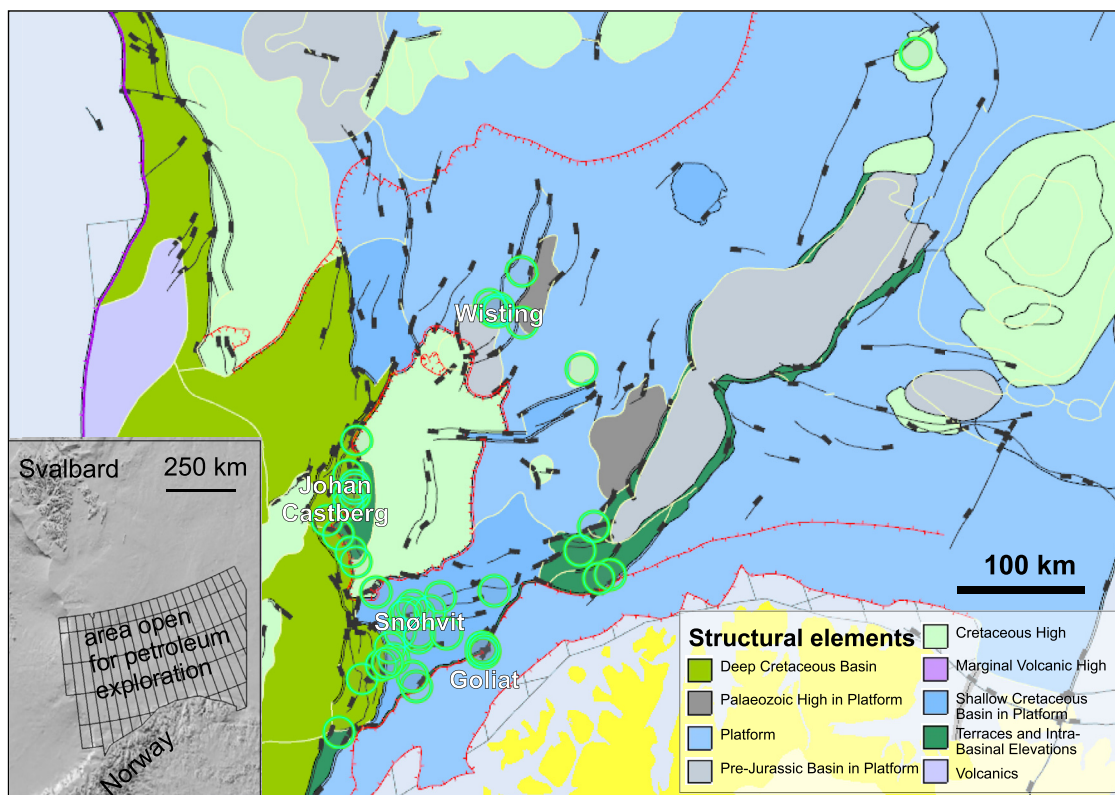 Wisting
Johan
Castberg
Snøhvit
Goliat
100 km
Svalbard
250 km
area open
for petroleum
exploration
Norway
Structural elements
Deep Cretaceous Basin
Palaeozoic High in Platform
Platform
Pre-Jurassic Basin in Platform
Cretaceous High
Marginal Volcanic High
Shallow Cretaceous
Basin in Platform
Terraces and Intra-
Basinal Elevations
Volcanics